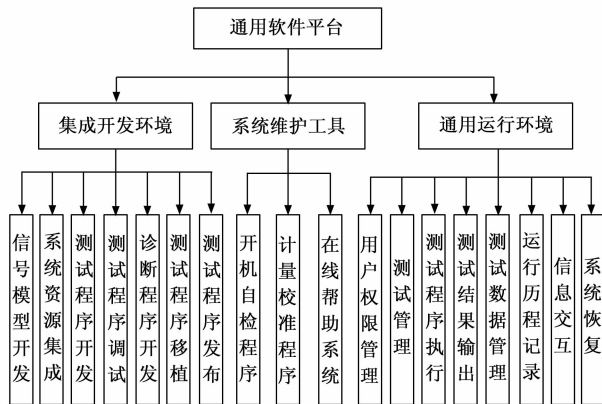 通用软件平台
集成开发环境
系统维护工具
通用运行环境
信号模型开发
系统资源集成
测试程序开发
测试程序调试
诊断程序开发
测试程序移植
测试程序发布
开机自检程序
计量校准程序
在线帮助系统
用户权限管理
测试管理
测试程序执行
测试结果输出
测试数据管理
运行历程记录
信息交互
系统恢复